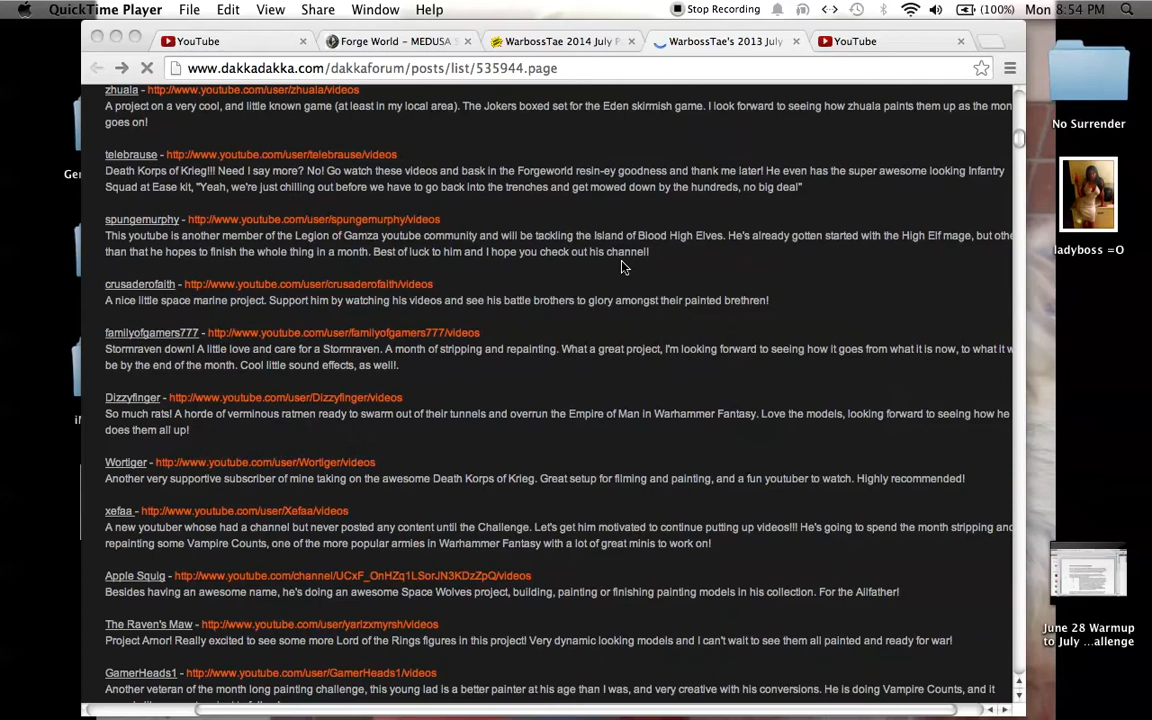 QuickTime Player File Edit View Share Window Help Stop Recording (100%) Mon 8:54 PM
YouTube Forge World – MEDUSA S WarbossTae 2014 July P WarbossTae's 2013 July YouTube
www.dakkadakka.com/dakkaforum/posts/list/535944.page
zhuala - http://www.youtube.com/user/zhuala/videos
A project on a very cool, and little known game (at least in my local area). The Jokers boxed set for the Eden skirmish game. I look forward to seeing how zhuala paints them up as the mon
goes on!
telebrause - http://www.youtube.com/user/telebrause/videos
Death Korps of Krieg!!! Need I say more? No! Go watch these videos and bask in the Forgeworld resin-ey goodness and thank me later! He even has the super awesome looking Infantry
Squad at Ease kit, "Yeah, we're just chilling out before we have to go back into the trenches and get mowed down by the hundreds, no big deal"
spungemurphy - http://www.youtube.com/user/spungemurphy/videos
This youtube is another member of the Legion of Gamza youtube community and will be tackling the Island of Blood High Elves. He's already gotten started with the High Elf mage, but othe
than that he hopes to finish the whole thing in a month. Best of luck to him and I hope you check out his channel!
crusaderofaith - http://www.youtube.com/user/crusaderofaith/videos
A nice little space marine project. Support him by watching his videos and see his battle brothers to glory amongst their painted brethren!
familyofgamers777 - http://www.youtube.com/user/familyofgamers777/videos
Stormraven down! A little love and care for a Stormraven. A month of stripping and repainting. What a great project, I'm looking forward to seeing how it goes from what it is now, to what it w
be by the end of the month. Cool little sound effects, as well!.
Dizzyfinger - http://www.youtube.com/user/Dizzyfinger/videos
So much rats! A horde of verminous ratmen ready to swarm out of their tunnels and overrun the Empire of Man in Warhammer Fantasy. Love the models, looking forward to seeing how he
does them all up!
Wortiger - http://www.youtube.com/user/Wortiger/videos
Another very supportive subscriber of mine taking on the awesome Death Korps of Krieg. Great setup for filming and painting, and a fun youtuber to watch. Highly recommended!
xefaa - http://www.youtube.com/user/Xefaa/videos
A new youtuber whose had a channel but never posted any content until the Challenge. Let's get him motivated to continue putting up videos!!! He's going to spend the month stripping and
repainting some Vampire Counts, one of the more popular armies in Warhammer Fantasy with a lot of great minis to work on!
Apple Squig - http://www.youtube.com/channel/UCxF_OnHZq1LSorJN3KDzZpQ/videos
Besides having an awesome name, he's doing an awesome Space Wolves project, building, painting or finishing painting models in his collection. For the Allfather!
The Raven's Maw - http://www.youtube.com/user/yarizxmyrsh/videos
Project Arnor! Really excited to see some more Lord of the Rings figures in this project! Very dynamic looking models and I can't wait to see them all painted and ready for war!
GamerHeads1 - http://www.youtube.com/user/GamerHeads1/videos
Another veteran of the month long painting challenge, this young lad is a better painter at his age than I was, and very creative with his conversions. He is doing Vampire Counts, and it
No Surrender
ladyboss =O
June 28 Warmup
to July ...allenge
Ger